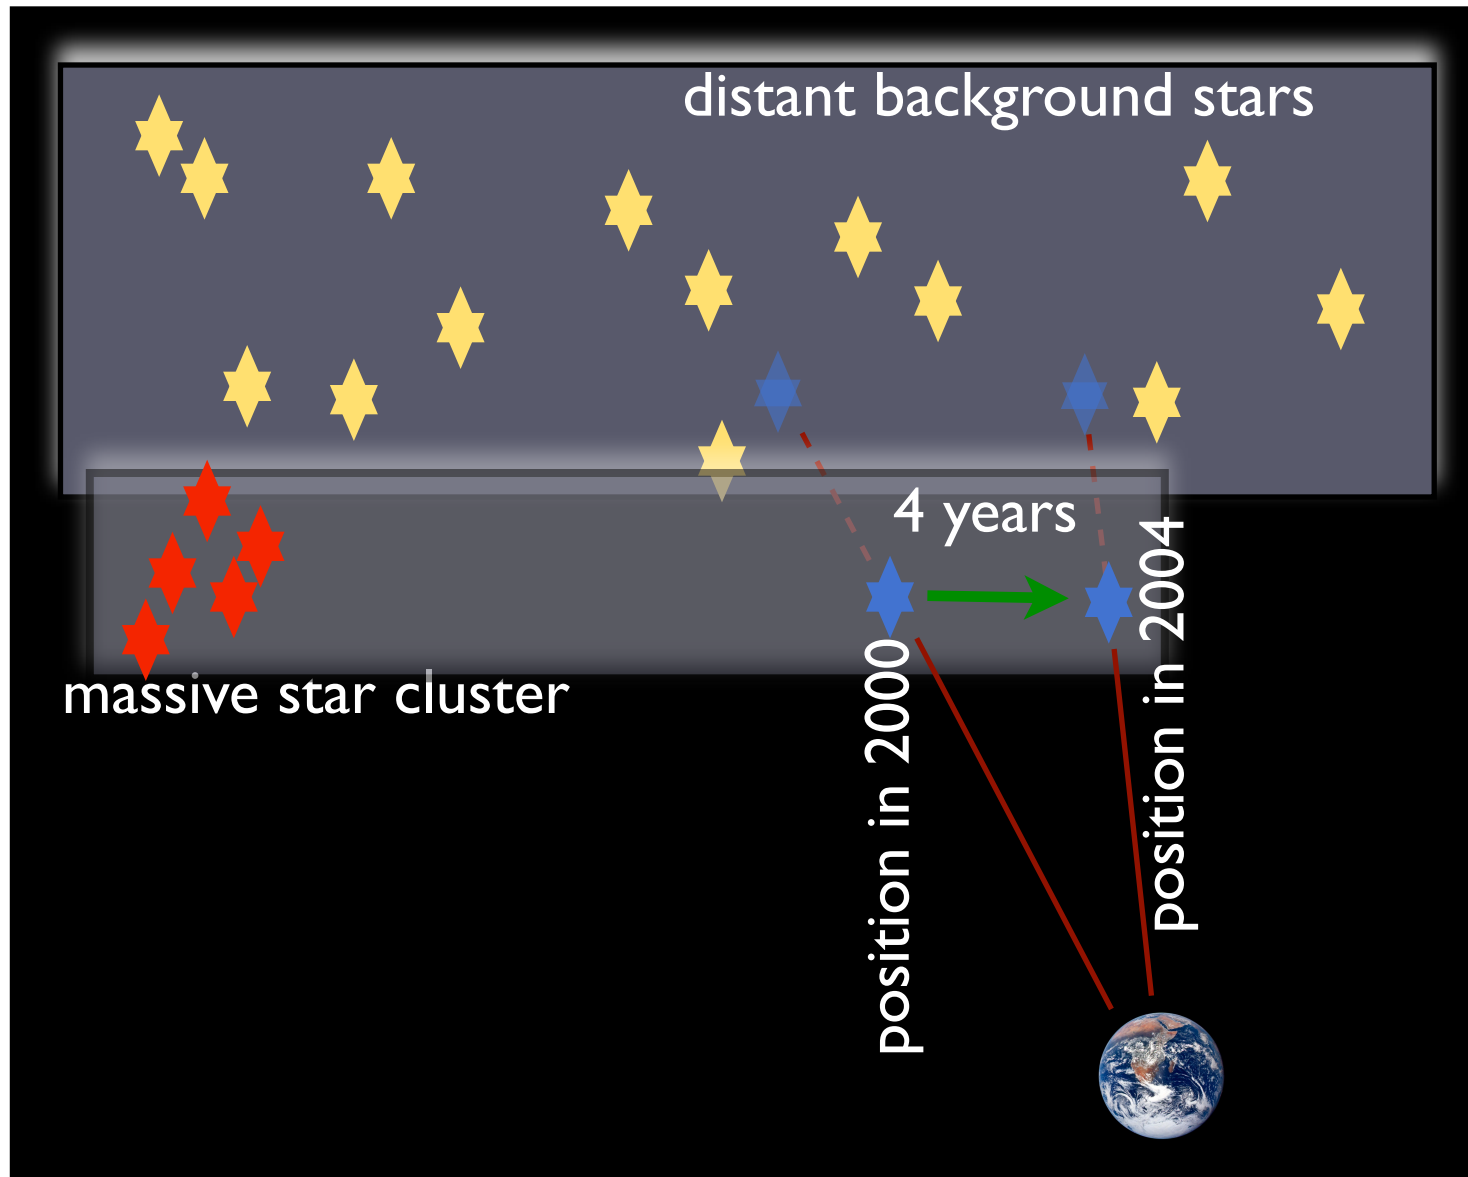 distant background stars
4 years
massive star cluster
position in 2000
position in 2004